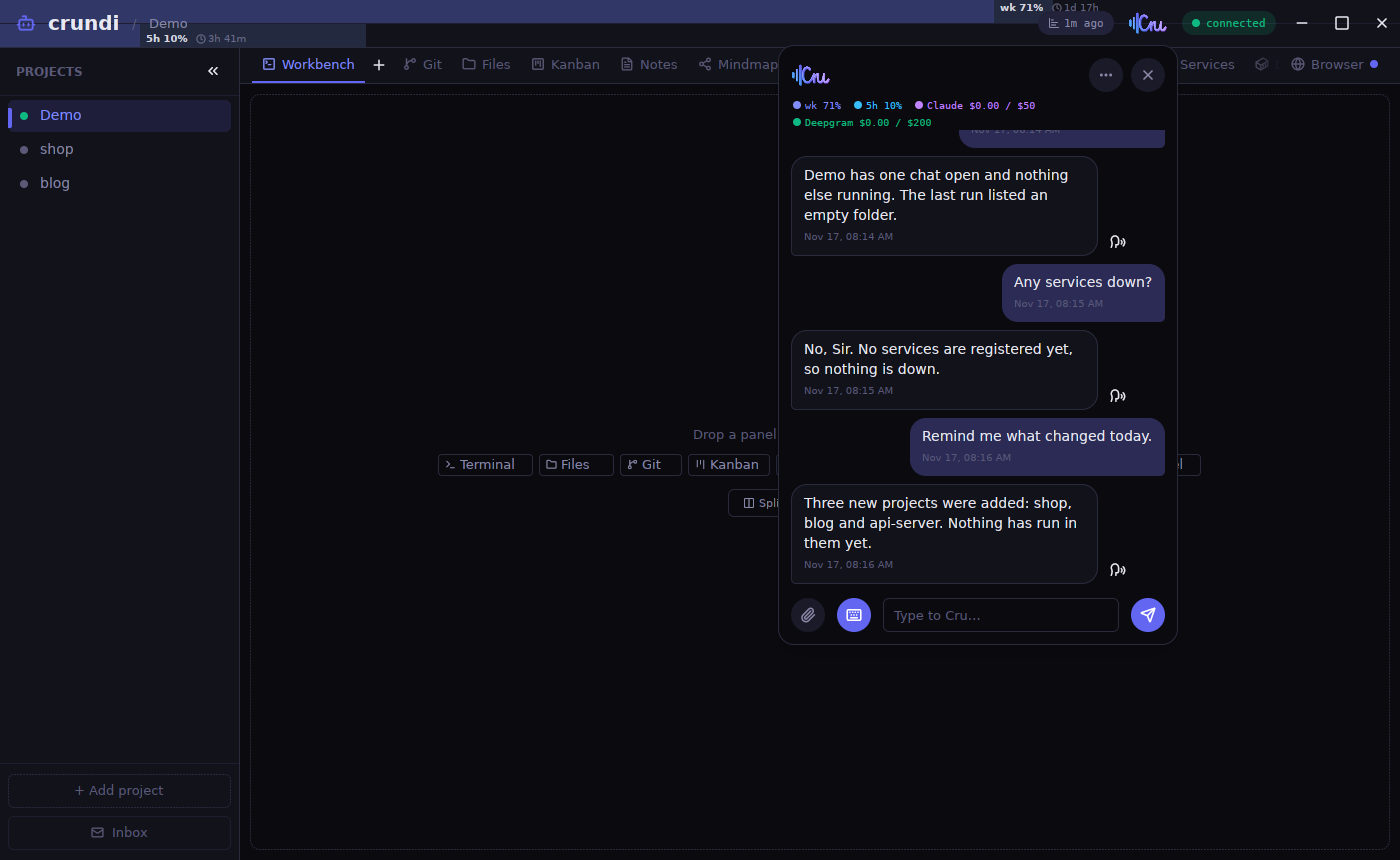 crundi / Demo
wk 71% 1d 17h
5h 10% 3h 41m
1m ago
Cru
connected
PROJECTS
Demo
shop
blog
+ Add project
Inbox
Workbench + Git Files Kanban Notes Mindmap Services Browser
Drop a panel
Terminal Files Git Kanban
Cru
wk 71% 5h 10% Claude $0.00 / $50
Deepgram $0.00 / $200
Nov 17, 08:14 AM
Demo has one chat open and nothing
else running. The last run listed an
empty folder.
Nov 17, 08:14 AM
Any services down?
Nov 17, 08:15 AM
No, Sir. No services are registered yet,
so nothing is down.
Nov 17, 08:15 AM
Remind me what changed today.
Nov 17, 08:16 AM
Three new projects were added: shop,
blog and api-server. Nothing has run in
them yet.
Nov 17, 08:16 AM
Type to Cru...